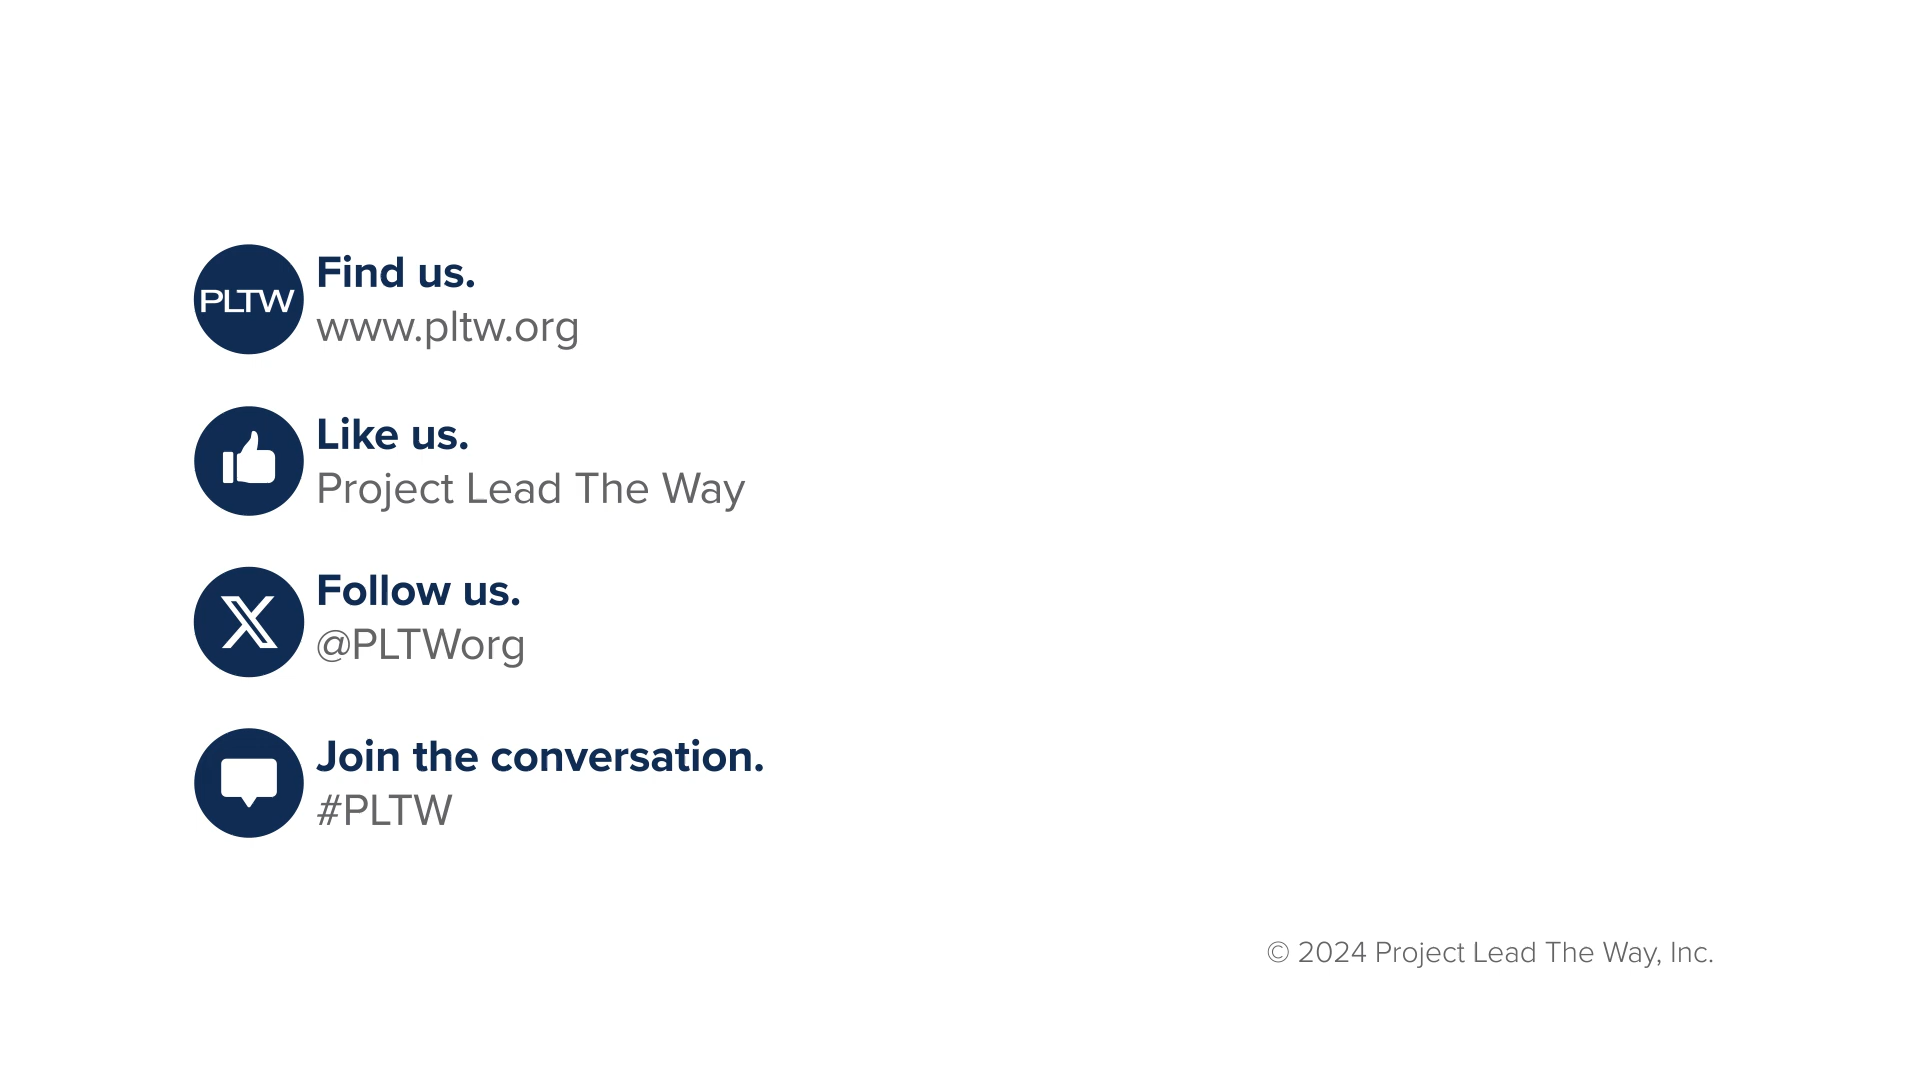 PLTW
Find us.
www.pltw.org
Like us.
Project Lead The Way
Follow us.
@PLTWorg
Join the conversation.
#PLTW
© 2024 Project Lead The Way, Inc.